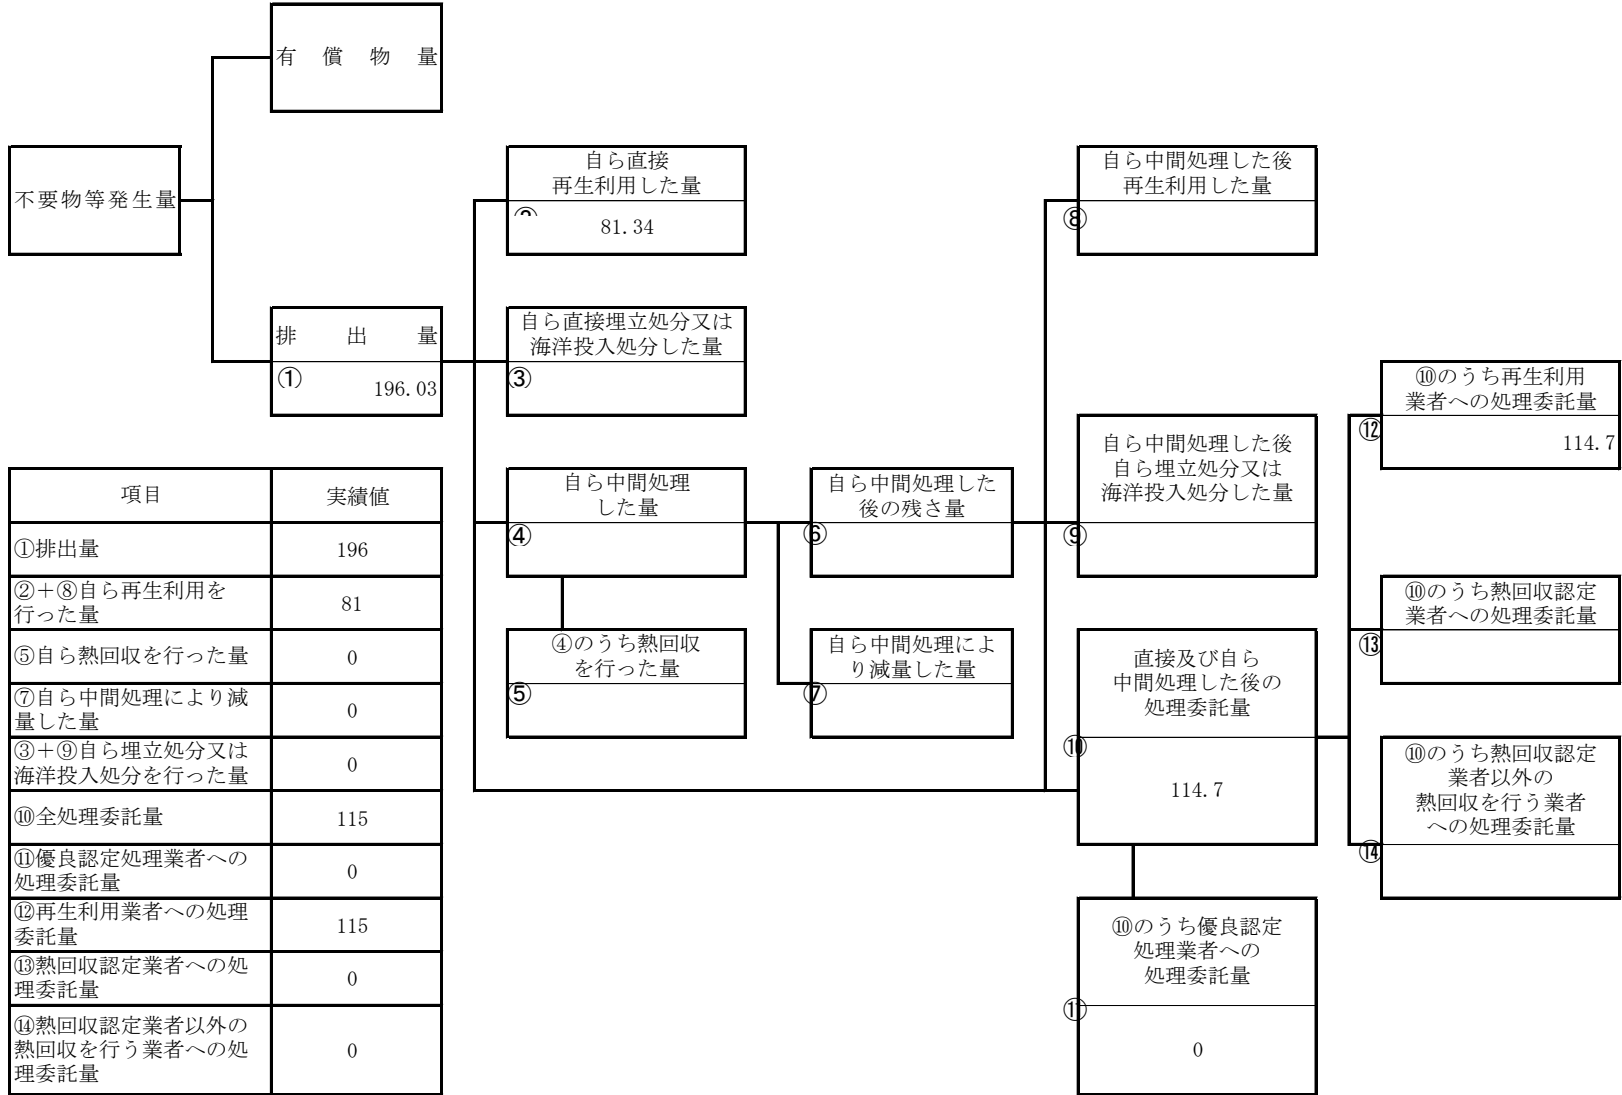 有償物量
不要物等発生量
排出量
①
196.03
自ら直接
再生利用した量
81.34
自ら直接埋立処分又は
海洋投入処分した量
③
自ら中間処理
した量
④
④のうち熱回収
を行った量
⑤
自ら中間処理した
後の残さ量
⑥
自ら中間処理によ
り減量した量
⑦
自ら中間処理した後
再生利用した量
⑧
自ら中間処理した後
自ら埋立処分又は
海洋投入処分した量
⑨
直接及び自ら
中間処理した後の
処理委託量
⑩
114.7
⑩のうち優良認定
処理業者への
処理委託量
⑪
0
⑩のうち再生利用
業者への処理委託量
⑫
114.7
⑩のうち熱回収認定
業者への処理委託量
⑬
⑩のうち熱回収認定
業者以外の
熱回収を行う業者
への処理委託量
⑭
項目 実績値
①排出量 196
②+⑧自ら再生利用を
行った量 81
⑤自ら熱回収を行った量 0
⑦自ら中間処理により減
量した量 0
③+⑨自ら埋立処分又は
海洋投入処分を行った量 0
⑩全処理委託量 115
⑪優良認定処理業者への
処理委託量 0
⑫再生利用業者への処理
委託量 115
⑬熱回収認定業者への処
理委託量 0
⑭熱回収認定業者以外の
熱回収を行う業者への処
理委託量 0